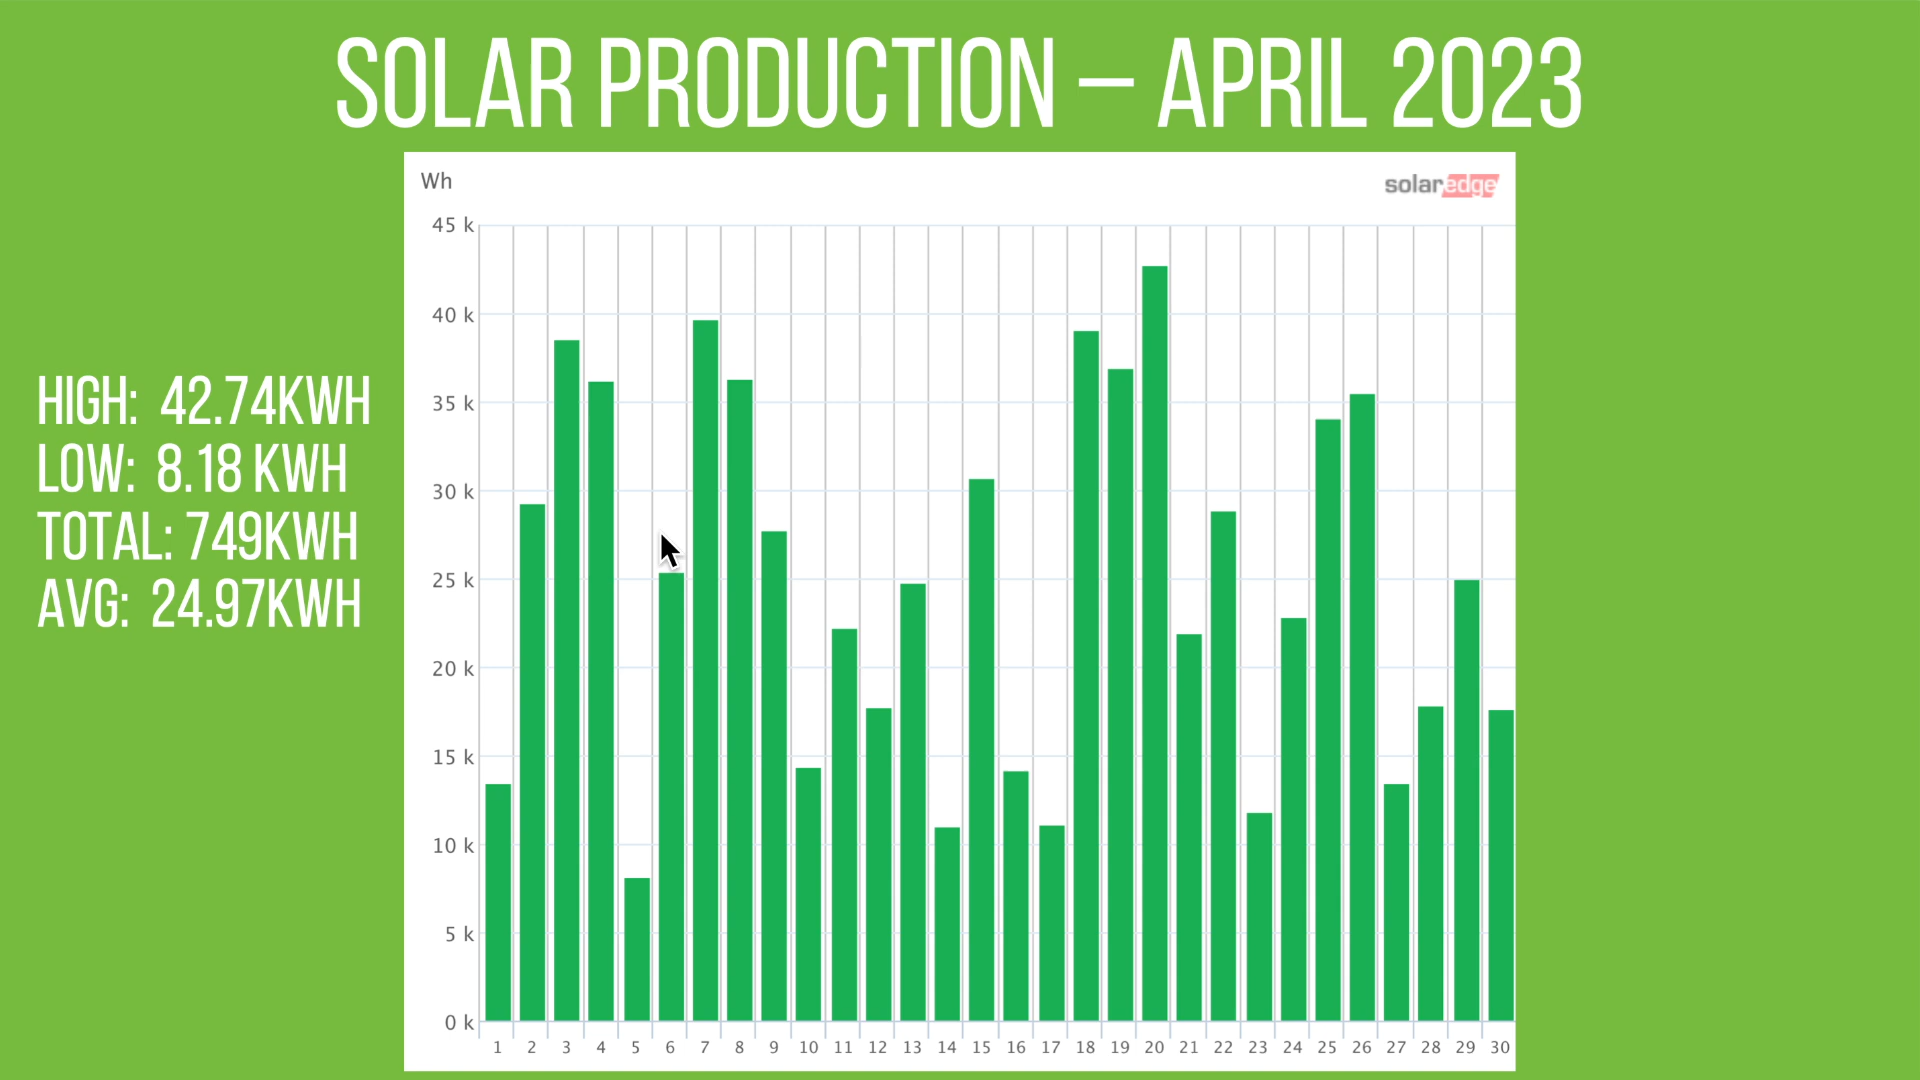 SOLAR PRODUCTION – APRIL 2023
HIGH: 42.74KWH
LOW: 8.18 KWH
TOTAL: 749KWH
AVG: 24.97KWH
Wh
solaredge
45 k
40 k
35 k
30 k
25 k
20 k
15 k
10 k
5 k
0 k
1 2 3 4 5 6 7 8 9 10 11 12 13 14 15 16 17 18 19 20 21 22 23 24 25 26 27 28 29 30